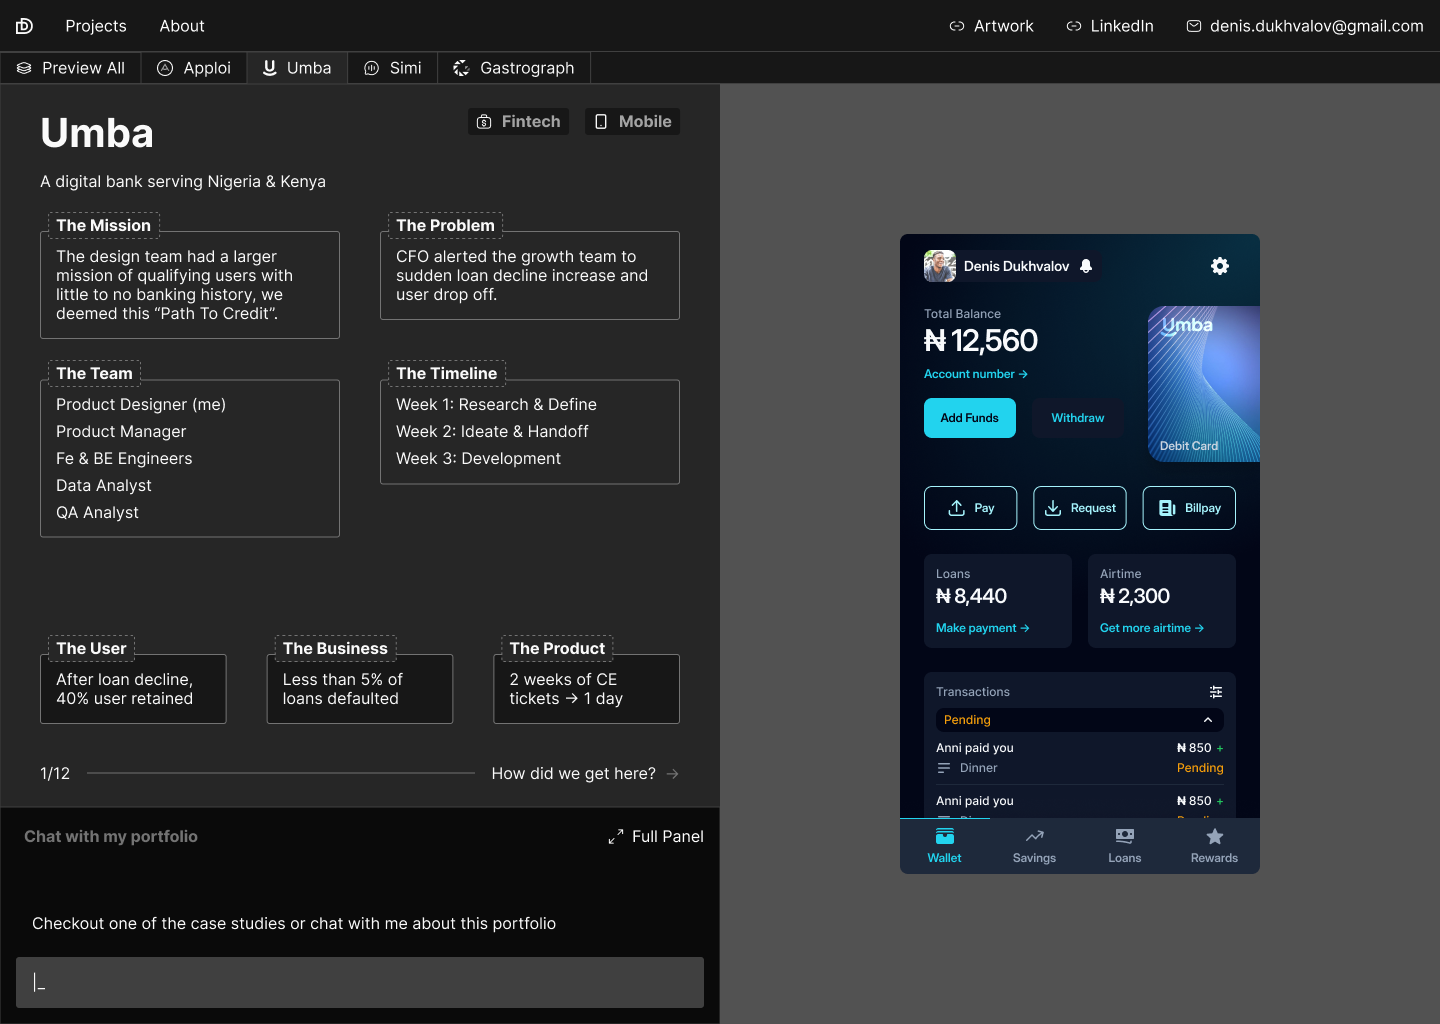 Projects
About
Artwork
LinkedIn
denis.dukhvalov@gmail.com
Preview All
Apploi
Umba
Simi
Gastrograph
Umba
Fintech
Mobile
A digital bank serving Nigeria & Kenya
The Mission
The design team had a larger
mission of qualifying users with
little to no banking history, we
deemed this “Path To Credit”.
The Problem
CFO alerted the growth team to
sudden loan decline increase and
user drop off.
The Team
Product Designer (me)
Product Manager
Fe & BE Engineers
Data Analyst
QA Analyst
The Timeline
Week 1: Research & Define
Week 2: Ideate & Handoff
Week 3: Development
The User
After loan decline,
40% user retained
The Business
Less than 5% of
loans defaulted
The Product
2 weeks of CE
tickets → 1 day
1/12
How did we get here? →
Chat with my portfolio
Full Panel
Checkout one of the case studies or chat with me about this portfolio
|_
Denis Dukhvalov
Total Balance
₦ 12,560
Account number →
Add Funds
Withdraw
Umba
Debit Card
Pay
Request
Billpay
Loans
₦ 8,440
Make payment →
Airtime
₦ 2,300
Get more airtime →
Transactions
Pending
Anni paid you
₦ 850 +
Dinner
Pending
Anni paid you
₦ 850 +
Wallet
Savings
Loans
Rewards